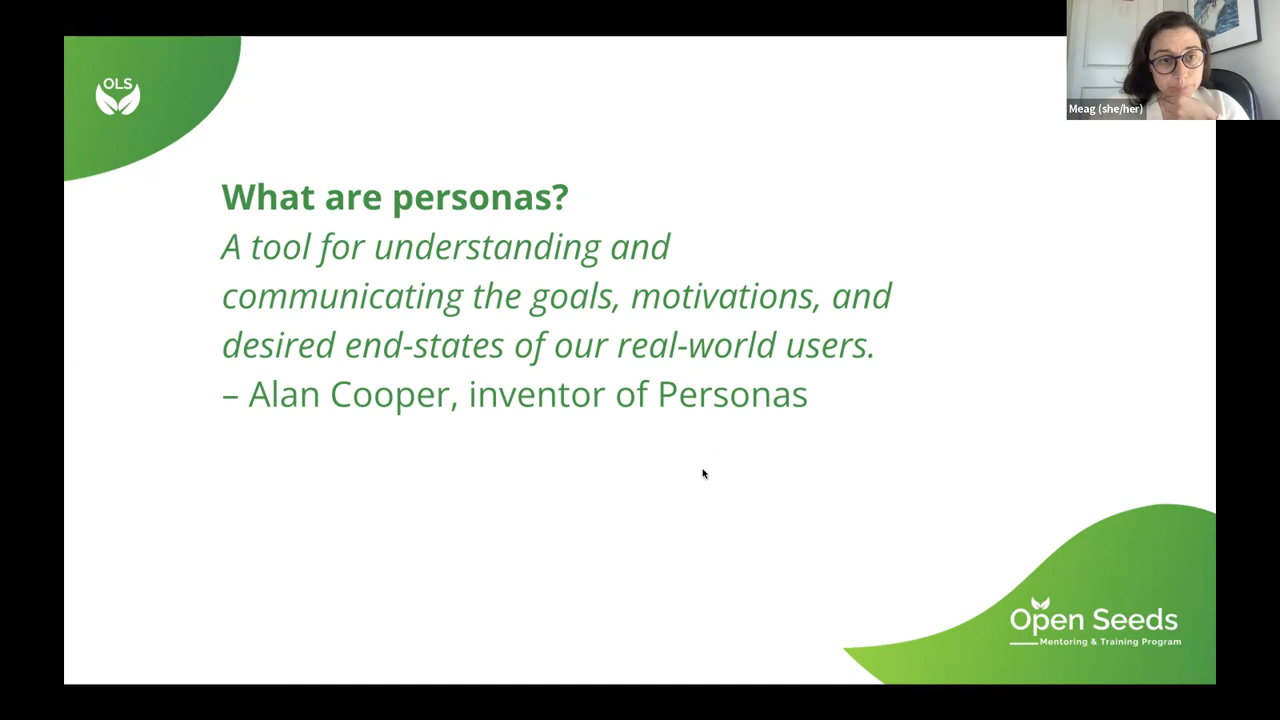 OLS
Meag (she/her)
What are personas?
A tool for understanding and
communicating the goals, motivations, and
desired end-states of our real-world users.
– Alan Cooper, inventor of Personas
Open Seeds
Mentoring & Training Program